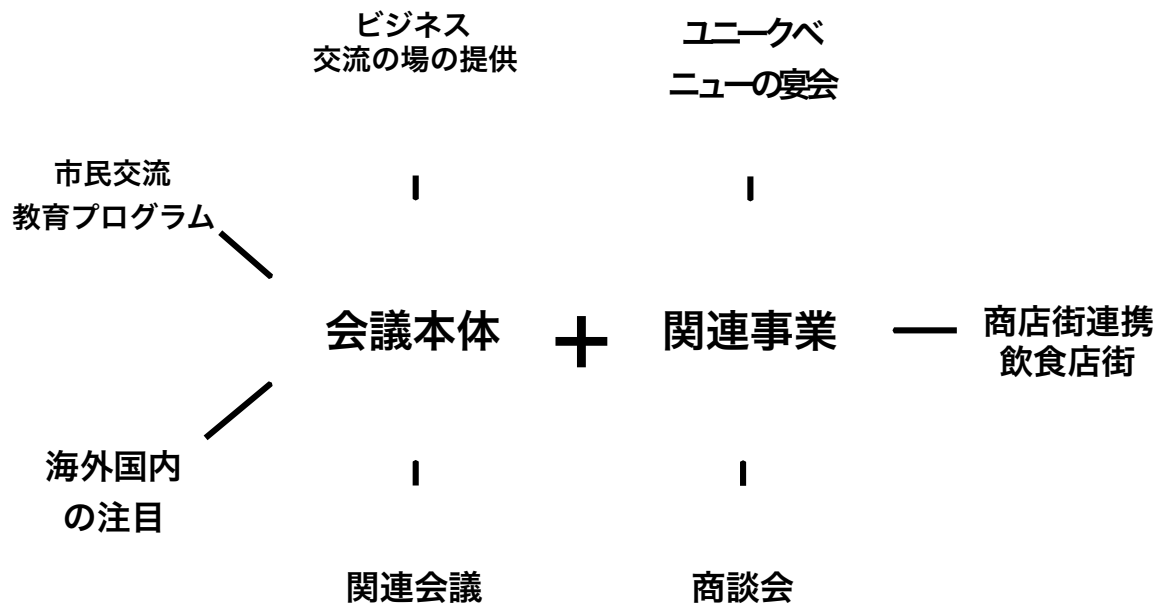 ビジネス
交流の場の提供
ユニークベ
ニューの宴会
市民交流
教育プログラム
会議本体
+
関連事業
商店街連携
飲食店街
海外国内
の注目
関連会議
商談会